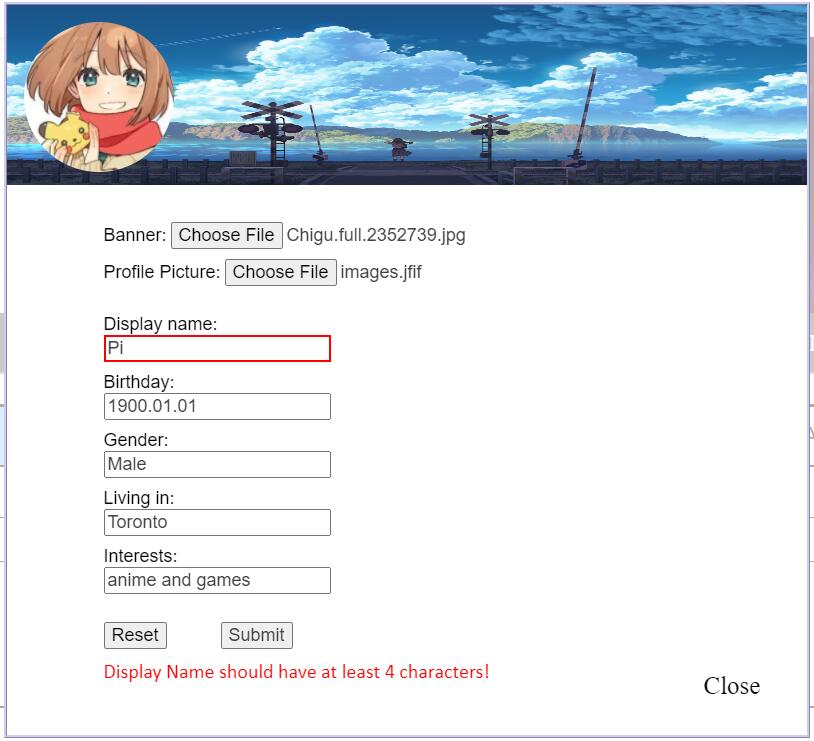 Banner: Choose File Chigu.full.2352739.jpg
Profile Picture: Choose File images.jfif
Display name:
Pi
Birthday:
1900.01.01
Gender:
Male
Living in:
Toronto
Interests:
anime and games
Reset Submit
Display Name should have at least 4 characters!
Close